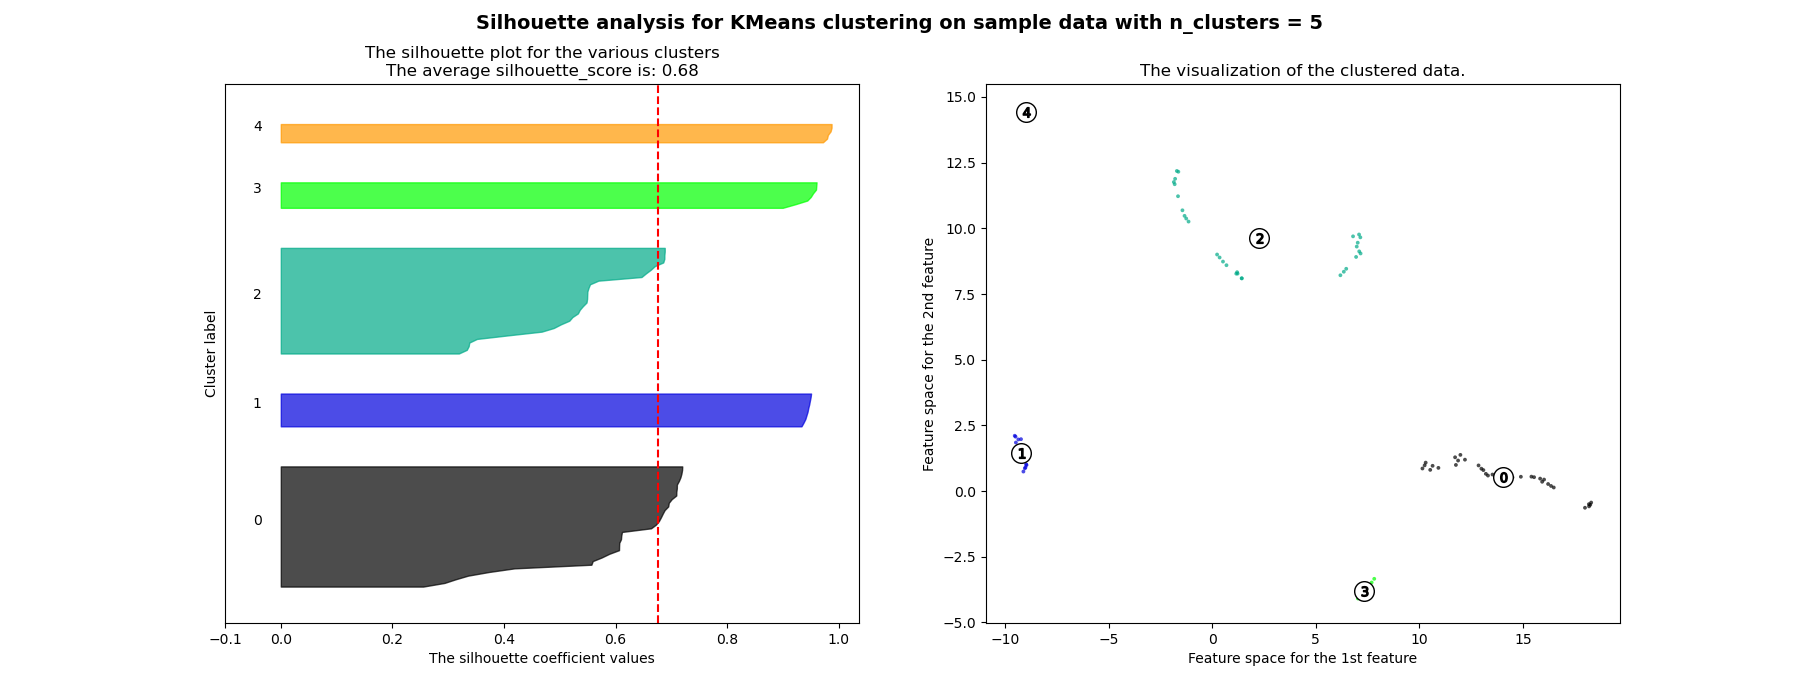 Silhouette analysis for KMeans clustering on sample data with n_clusters = 5
The silhouette plot for the various clusters
The average silhouette_score is: 0.68
4
3
2
1
0
Cluster label
−0.1 0.0 0.2 0.4 0.6 0.8 1.0
The silhouette coefficient values
The visualization of the clustered data.
15.0
12.5
10.0
7.5
5.0
2.5
0.0
−2.5
−5.0
Feature space for the 2nd feature
4
2
1
0
3
−10 −5 0 5 10 15
Feature space for the 1st feature